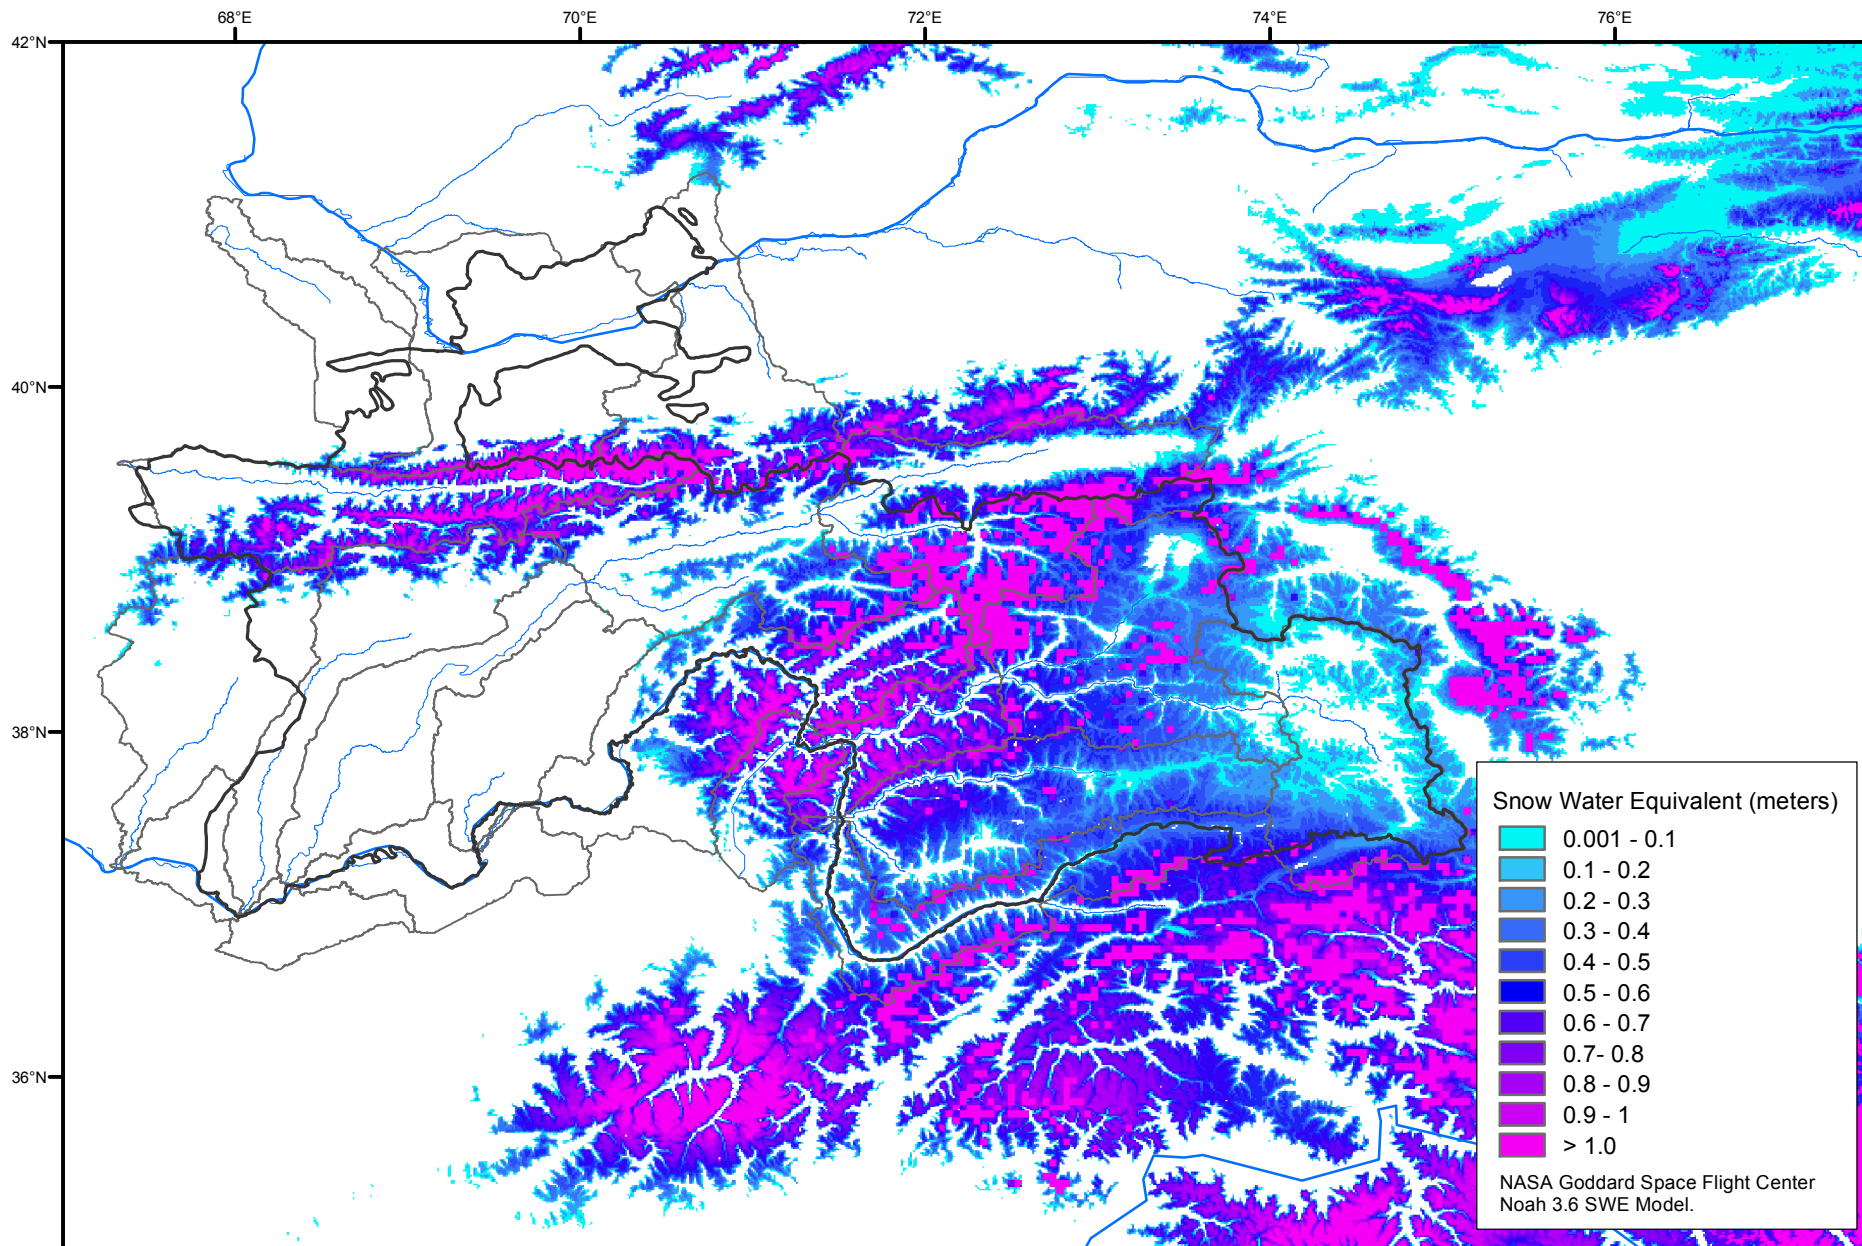 68°E
70°E
72°E
74°E
76°E
42°N
40°N
38°N
36°N
Snow Water Equivalent (meters)
0.001 - 0.1
0.1 - 0.2
0.2 - 0.3
0.3 - 0.4
0.4 - 0.5
0.5 - 0.6
0.6 - 0.7
0.7- 0.8
0.8 - 0.9
0.9 - 1
> 1.0
NASA Goddard Space Flight Center
Noah 3.6 SWE Model.